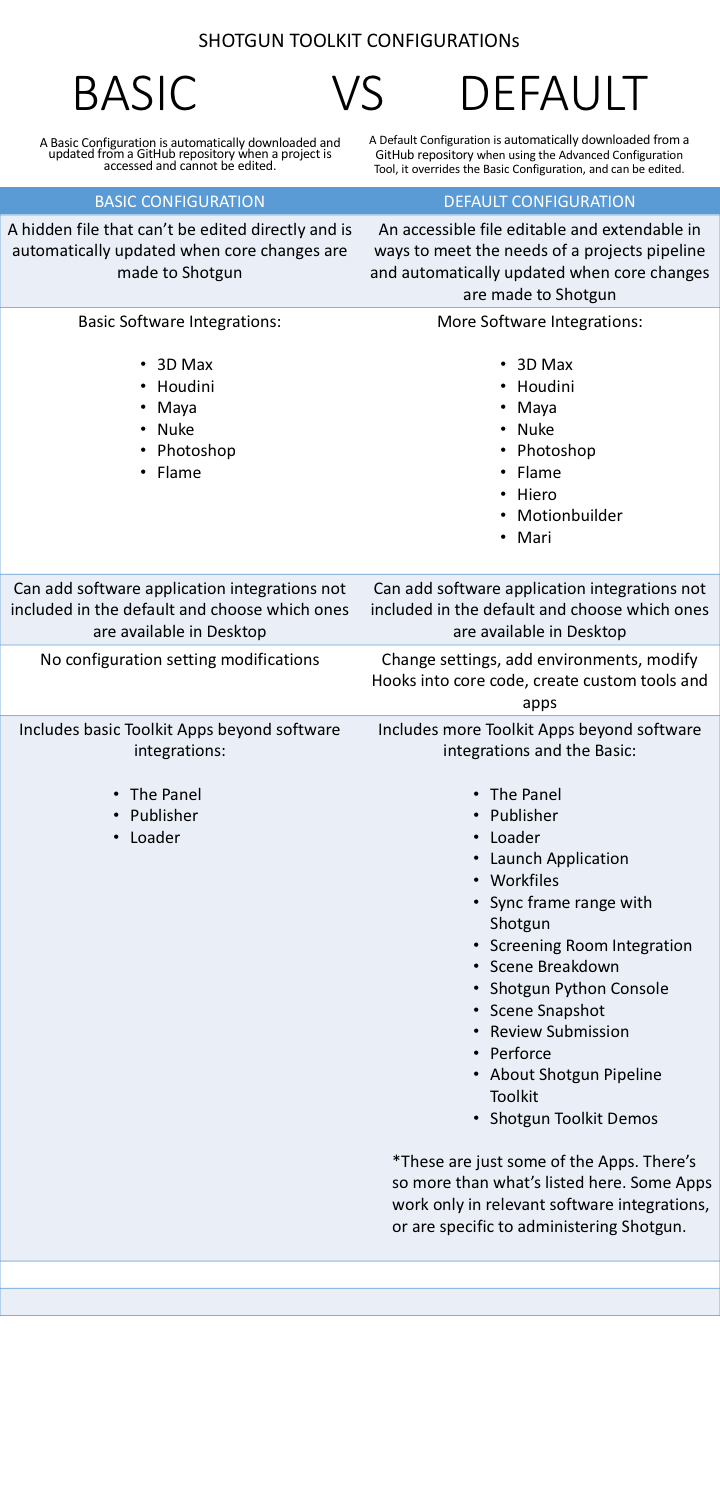 SHOTGUN TOOLKIT CONFIGURATIONs
BASIC VS DEFAULT
A Basic Configuration is automatically downloaded and
updated from a GitHub repository when a project is
accessed and cannot be edited.
A Default Configuration is automatically downloaded from a
GitHub repository when using the Advanced Configuration
Tool, it overrides the Basic Configuration, and can be edited.
BASIC CONFIGURATION
DEFAULT CONFIGURATION
A hidden file that can't be edited directly and is
automatically updated when core changes are
made to Shotgun
An accessible file editable and extendable in
ways to meet the needs of a projects pipeline
and automatically updated when core changes
are made to Shotgun
Basic Software Integrations:
• 3D Max
• Houdini
• Maya
• Nuke
• Photoshop
• Flame
More Software Integrations:
• 3D Max
• Houdini
• Maya
• Nuke
• Photoshop
• Flame
• Hiero
• Motionbuilder
• Mari
Can add software application integrations not
included in the default and choose which ones
are available in Desktop
Can add software application integrations not
included in the default and choose which ones
are available in Desktop
No configuration setting modifications
Change settings, add environments, modify
Hooks into core code, create custom tools and
apps
Includes basic Toolkit Apps beyond software
integrations:
• The Panel
• Publisher
• Loader
Includes more Toolkit Apps beyond software
integrations and the Basic:
• The Panel
• Publisher
• Loader
• Launch Application
• Workfiles
• Sync frame range with
Shotgun
• Screening Room Integration
• Scene Breakdown
• Shotgun Python Console
• Scene Snapshot
• Review Submission
• Perforce
• About Shotgun Pipeline
Toolkit
• Shotgun Toolkit Demos
*These are just some of the Apps. There's
so more than what's listed here. Some Apps
work only in relevant software integrations,
or are specific to administering Shotgun.